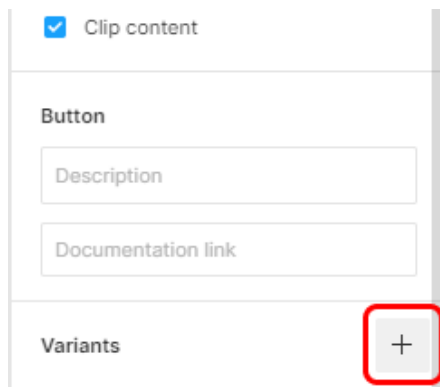 Clip content
Button
Description
Documentation link
Variants